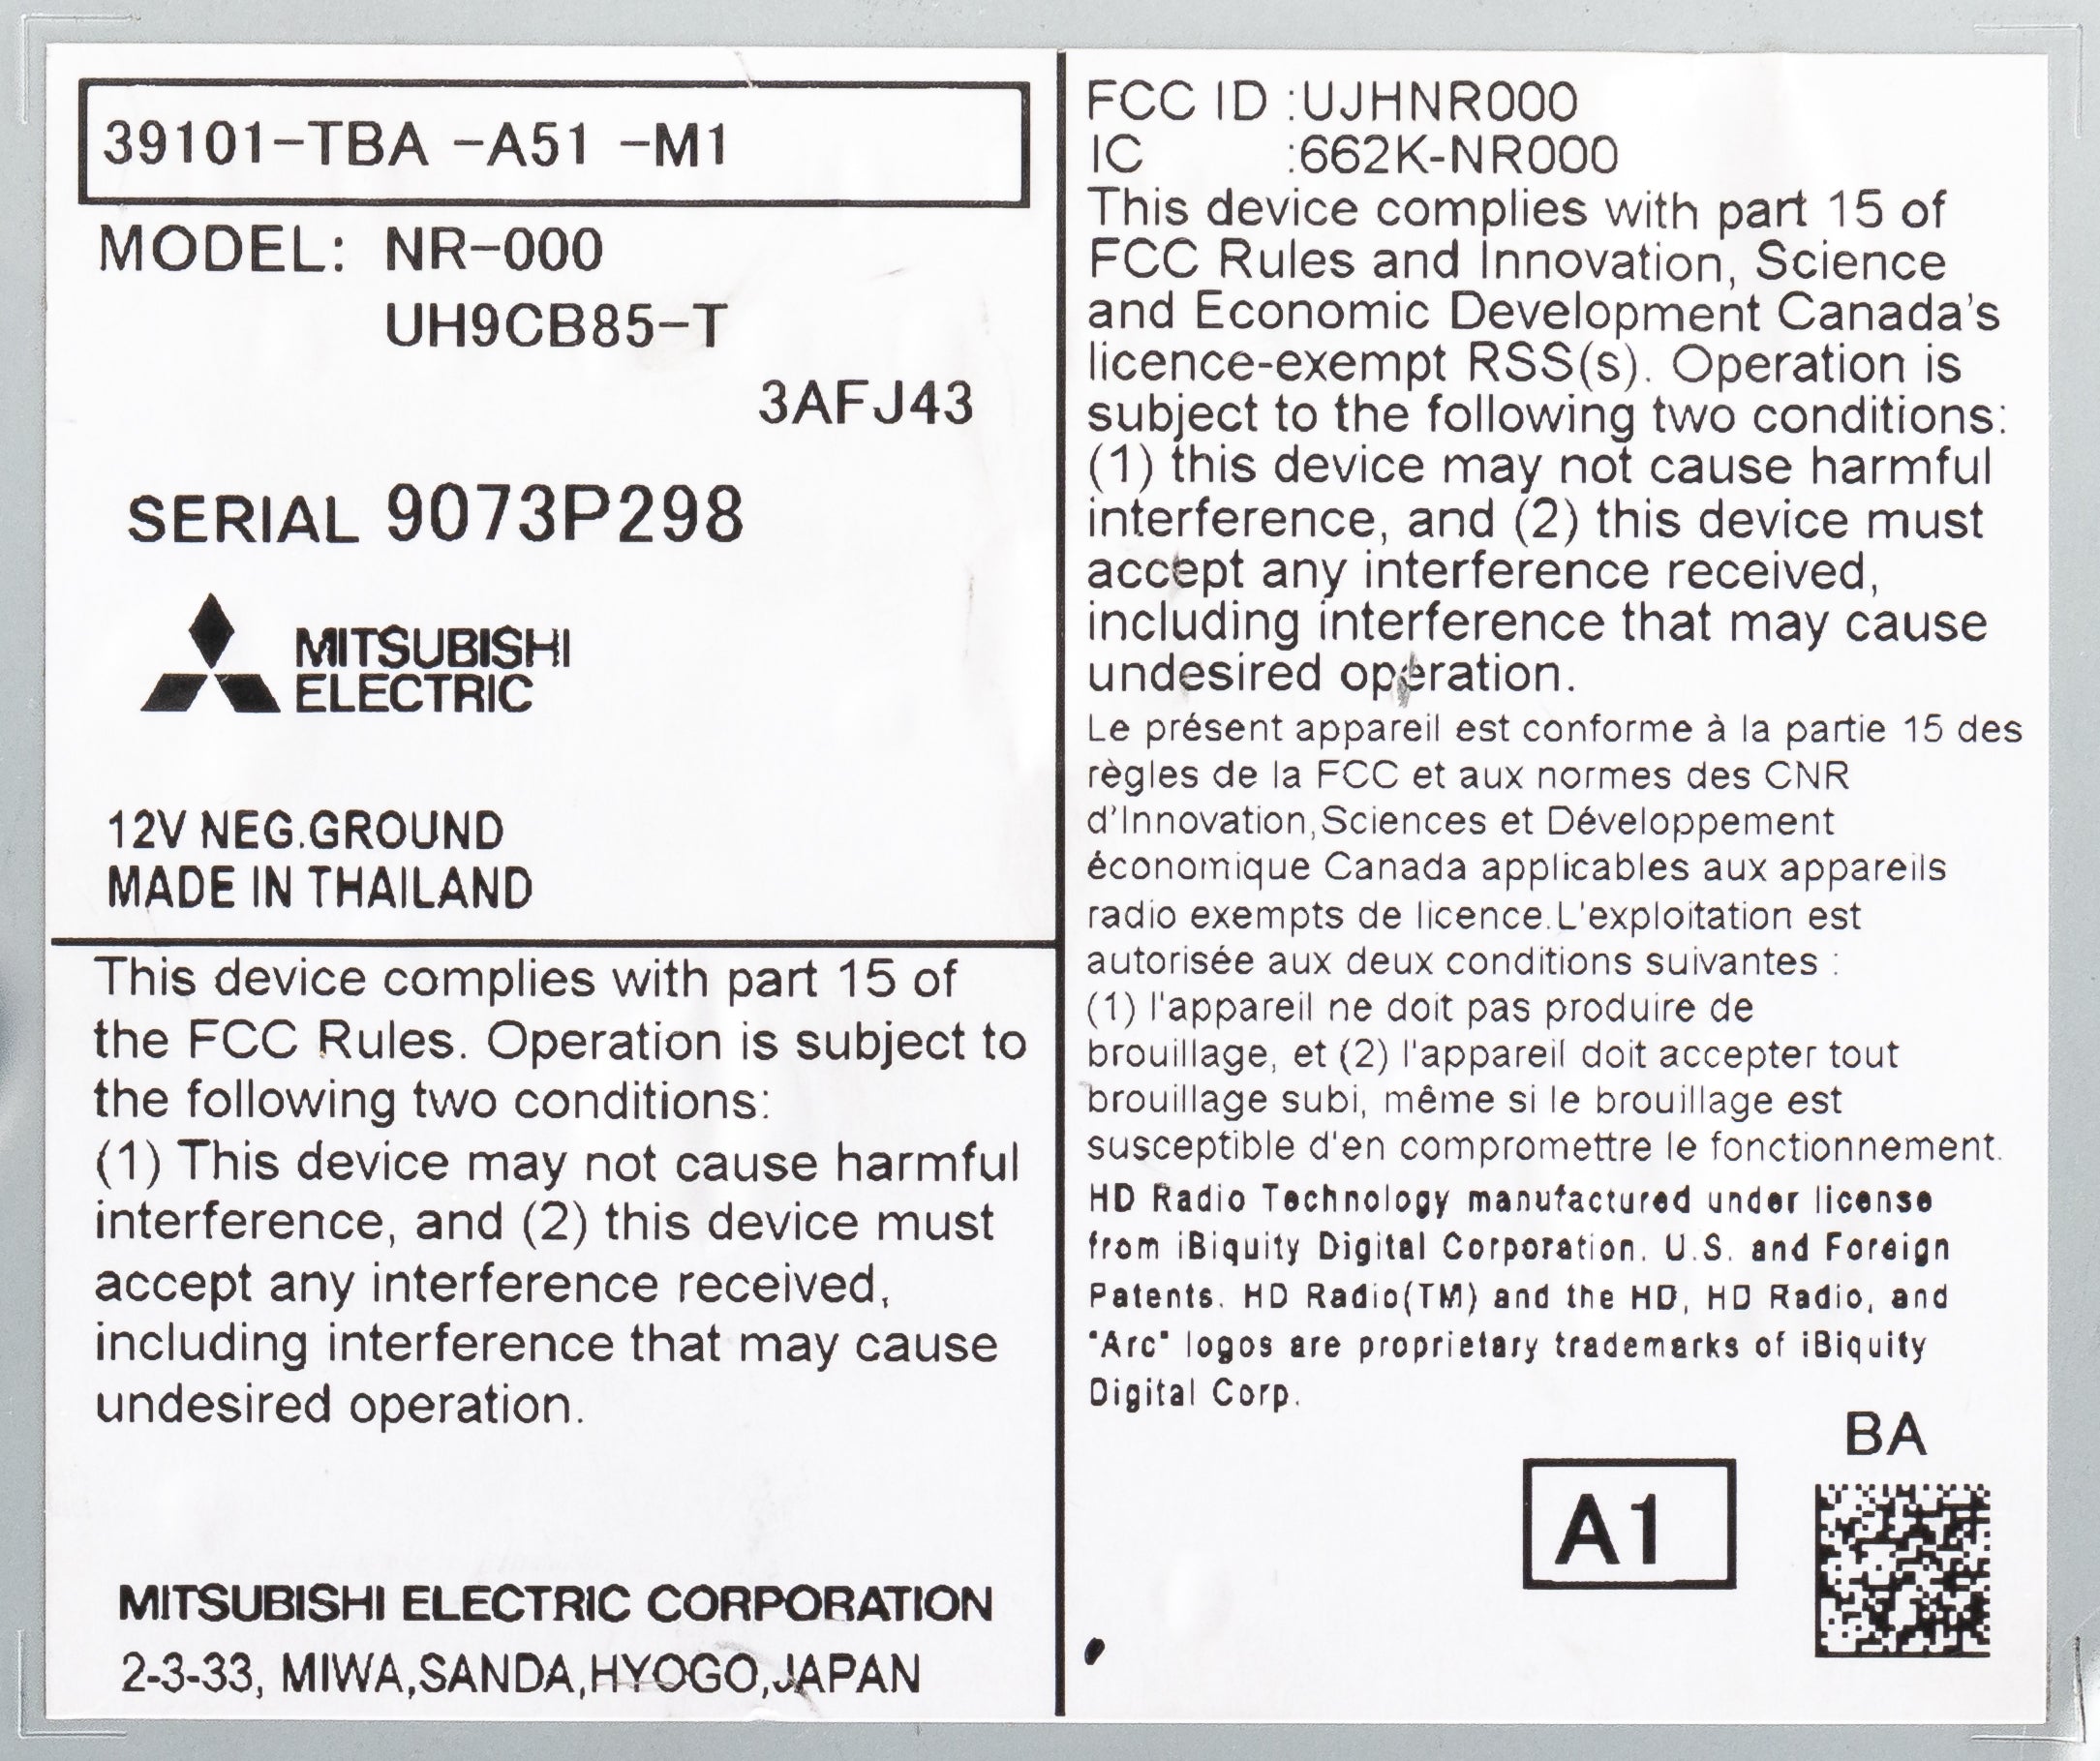 39101-TBA -A51 -M1
MODEL: NR-000
UH9CB85-T
3AFJ43
SERIAL 9073P298
MITSUBISHI
ELECTRIC
12V NEG.GROUND
MADE IN THAILAND
This device complies with part 15 of
the FCC Rules. Operation is subject to
the following two conditions:
(1) This device may not cause harmful
interference, and (2) this device must
accept any interference received,
including interference that may cause
undesired operation.
MITSUBISHI ELECTRIC CORPORATION
2-3-33, MIWA,SANDA,HYOGO,JAPAN
FCC ID :UJHNR000
IC :662K-NR000
This device complies with part 15 of
FCC Rules and Innovation, Science
and Economic Development Canada's
licence-exempt RSS(s). Operation is
subject to the following two conditions:
(1) this device may not cause harmful
interference, and (2) this device must
accept any interference received,
including interference that may cause
undesired operation.
Le présent appareil est conforme à la partie 15 des
règles de la FCC et aux normes des CNR
d'Innovation,Sciences et Développement
économique Canada applicables aux appareils
radio exempts de licence.L'exploitation est
autorisée aux deux conditions suivantes :
(1) l'appareil ne doit pas produire de
brouillage, et (2) l'appareil doit accepter tout
brouillage subi, même si le brouillage est
susceptible d'en compromettre le fonctionnement.
HD Radio Technology manufactured under license
from iBiquity Digital Corporation. U.S. and Foreign
Patents. HD Radio(TM) and the HD, HD Radio, and
"Arc" logos are proprietary trademarks of iBiquity
Digital Corp.
BA
A1